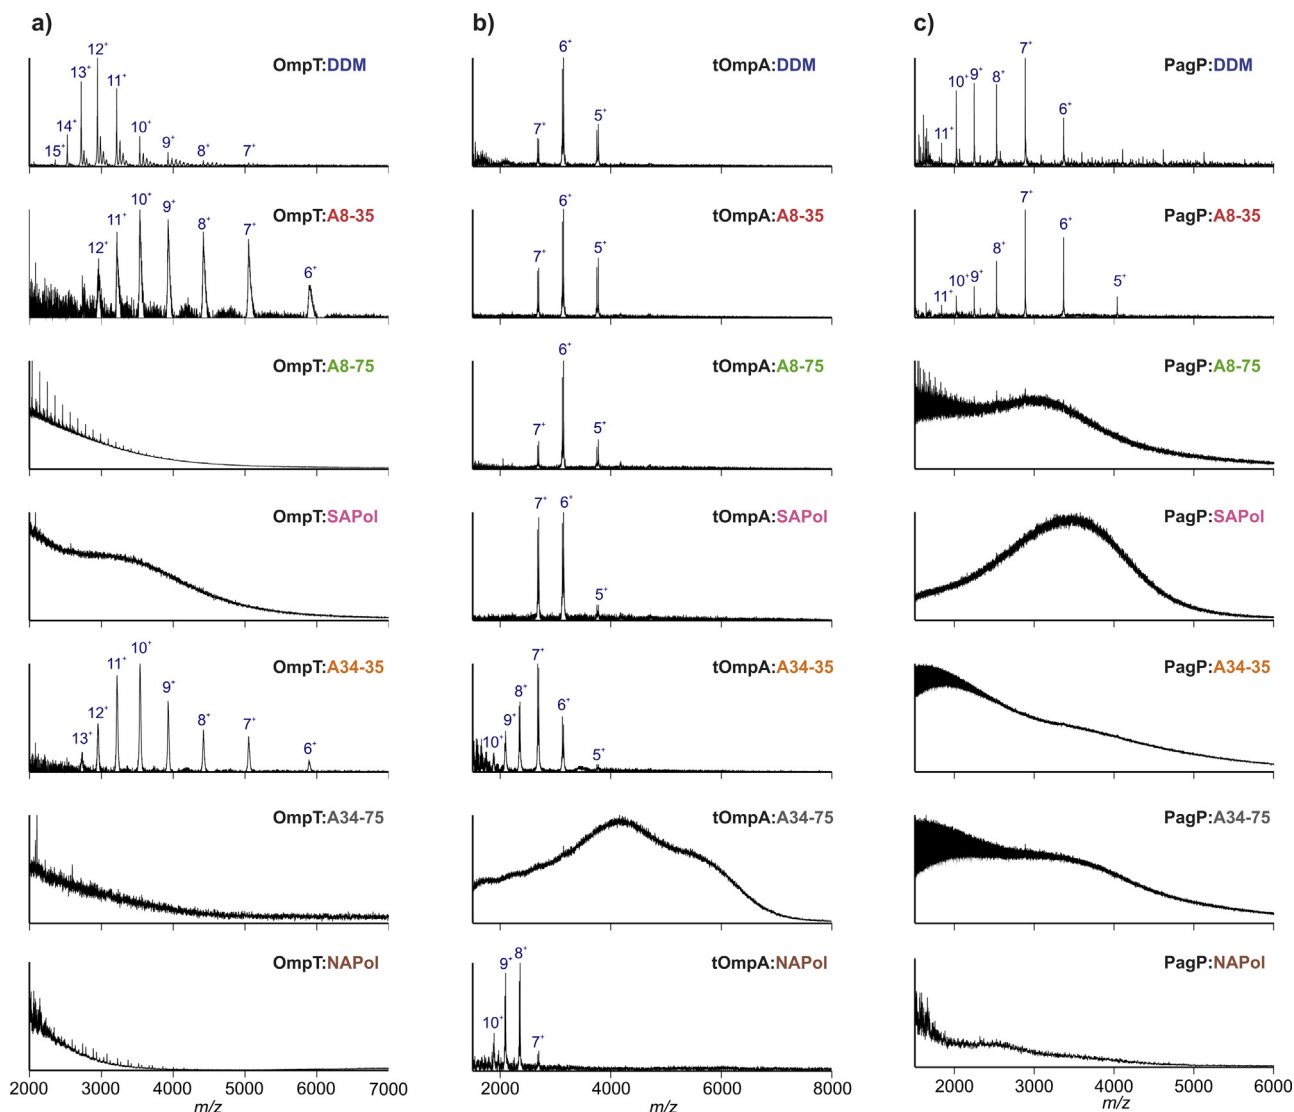 a)
b)
c)
OmpT:DDM
15⁺ 14⁺ 13⁺ 12⁺ 11⁺ 10⁺ 9⁺ 8⁺ 7⁺
tOmpA:DDM
7⁺ 6⁺ 5⁺
PagP:DDM
11⁺ 10⁺ 9⁺ 8⁺ 7⁺ 6⁺
OmpT:A8-35
12⁺ 11⁺ 10⁺ 9⁺ 8⁺ 7⁺ 6⁺
tOmpA:A8-35
7⁺ 6⁺ 5⁺
PagP:A8-35
11⁺ 10⁺ 9⁺ 8⁺ 7⁺ 6⁺ 5⁺
OmpT:A8-75
tOmpA:A8-75
7⁺ 6⁺ 5⁺
PagP:A8-75
OmpT:SAPol
tOmpA:SAPol
7⁺ 6⁺ 5⁺
PagP:SAPol
OmpT:A34-35
13⁺ 12⁺ 11⁺ 10⁺ 9⁺ 8⁺ 7⁺ 6⁺
tOmpA:A34-35
10⁺ 9⁺ 8⁺ 7⁺ 6⁺ 5⁺
PagP:A34-35
OmpT:A34-75
tOmpA:A34-75
PagP:A34-75
OmpT:NAPol
tOmpA:NAPol
10⁺ 9⁺ 8⁺ 7⁺
PagP:NAPol
2000 3000 4000 5000 6000 7000
m/z
2000 4000 6000 8000
m/z
2000 3000 4000 5000 6000
m/z